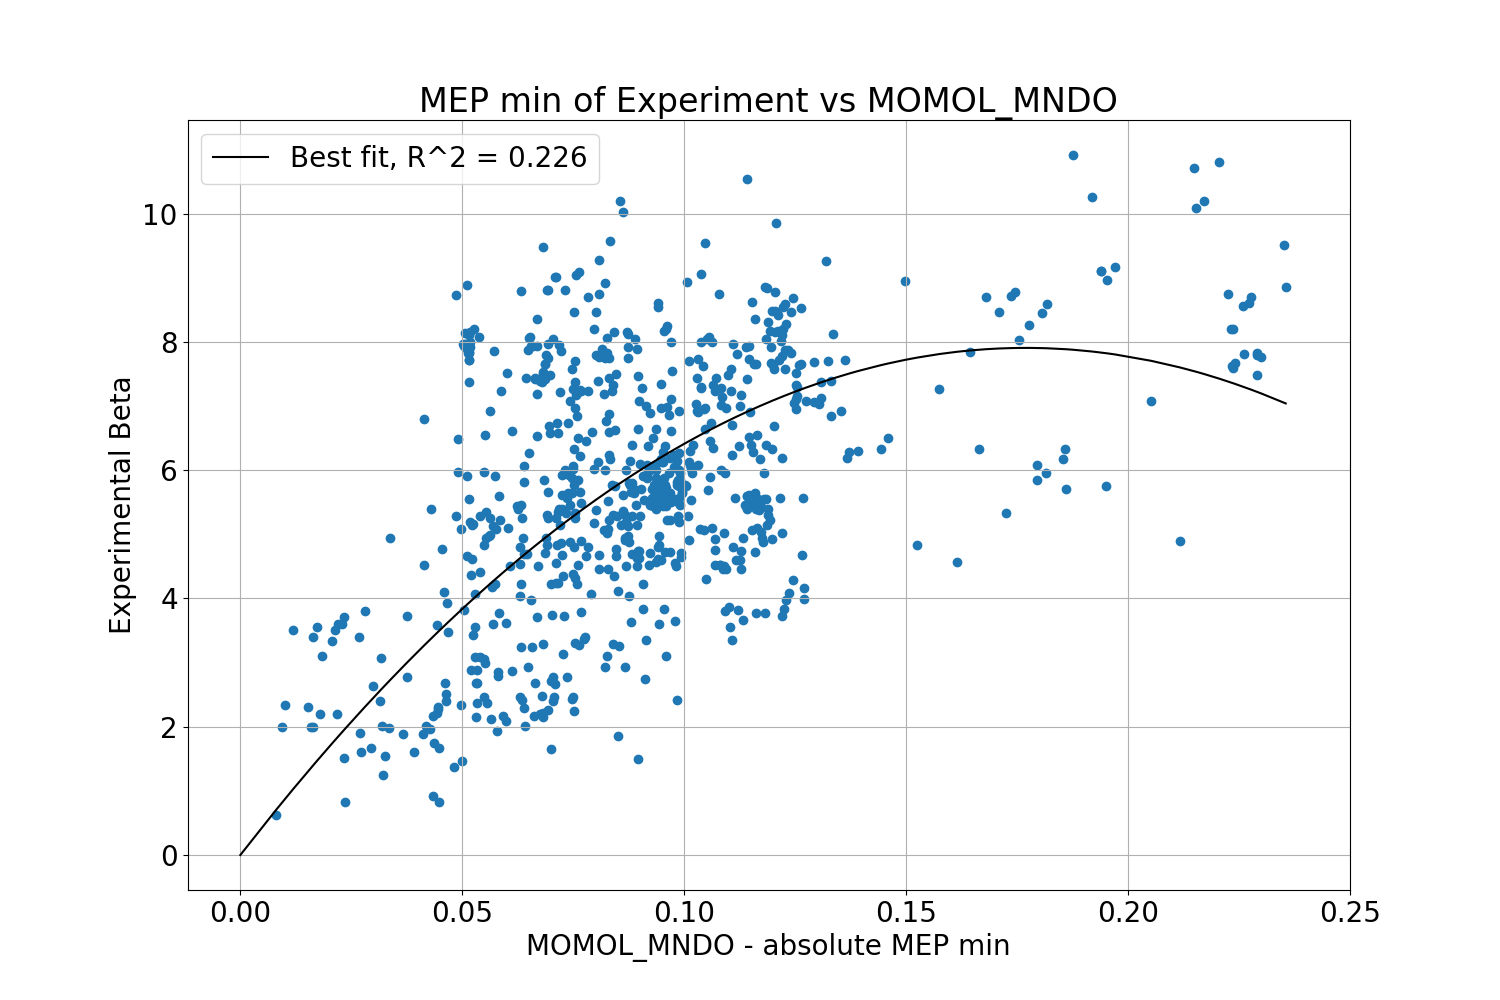 MEP min of Experiment vs MOMOL_MNDO
Best fit, R^2 = 0.226
Experimental Beta
10
8
6
4
2
0
0.00 0.05 0.10 0.15 0.20 0.25
MOMOL_MNDO - absolute MEP min